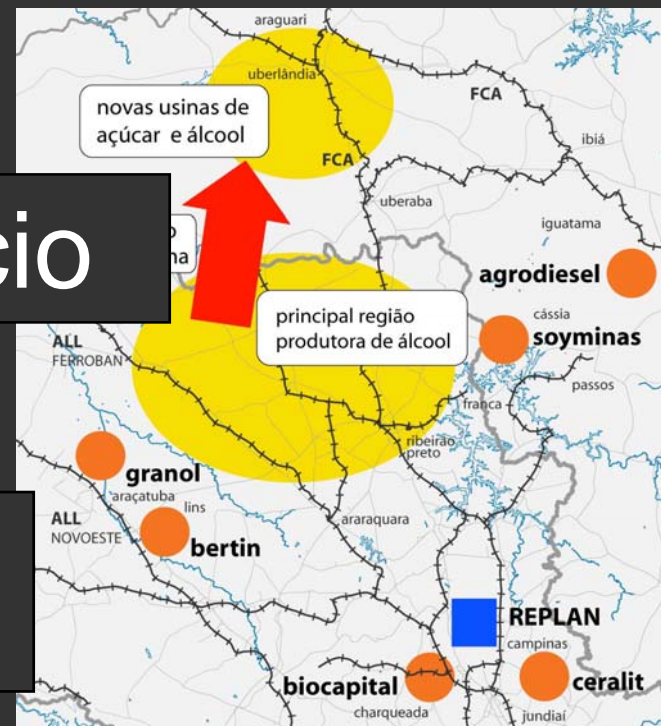 araguari
uberlândia
novas usinas de
açúcar e álcool
FCA
ibiá
FCA
uberaba
iguatama
agrodiesel
principal região
produtora de álcool
cássia
soyminas
ALL
FERROBAN
passos
franca
ribeirão
preto
granol
araçatuba
lins
ALL
NOVOESTE
araraquara
bertin
REPLAN
campinas
biocapital
ceralit
charqueada
jundiaí